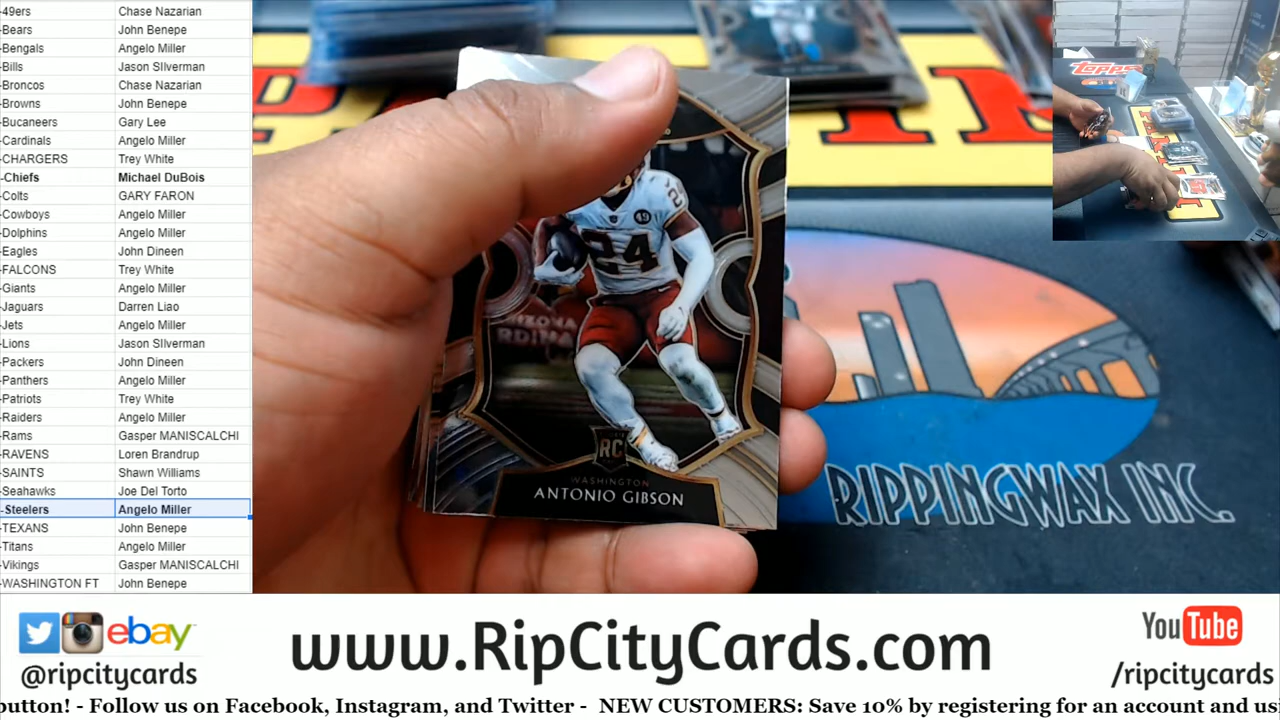 -49ers Chase Nazarian
-Bears John Benepe
-Bengals Angelo Miller
-Bills Jason SIlverman
-Broncos Chase Nazarian
-Browns John Benepe
-Bucaneers Gary Lee
-Cardinals Angelo Miller
-CHARGERS Trey White
-Chiefs Michael DuBois
-Colts GARY FARON
-Cowboys Angelo Miller
-Dolphins Angelo Miller
-Eagles John Dineen
-FALCONS Trey White
-Giants Angelo Miller
-Jaguars Darren Liao
-Jets Angelo Miller
-Lions Jason SIlverman
-Packers John Dineen
-Panthers Angelo Miller
-Patriots Trey White
-Raiders Angelo Miller
-Rams Gasper MANISCALCHI
-RAVENS Loren Brandrup
-SAINTS Shawn Williams
-Seahawks Joe Del Torto
-Steelers Angelo Miller
-TEXANS John Benepe
-Titans Angelo Miller
-Vikings Gasper MANISCALCHI
-WASHINGTON FT John Benepe
Topps
24
24
49
RC
WASHINGTON
ANTONIO GIBSON
RIPPINGWAX INC.
ebay
@ripcitycards
www.RipCityCards.com
YouTube
/ripcitycards
button! - Follow us on Facebook, Instagram, and Twitter - NEW CUSTOMERS: Save 10% by registering for an account and us